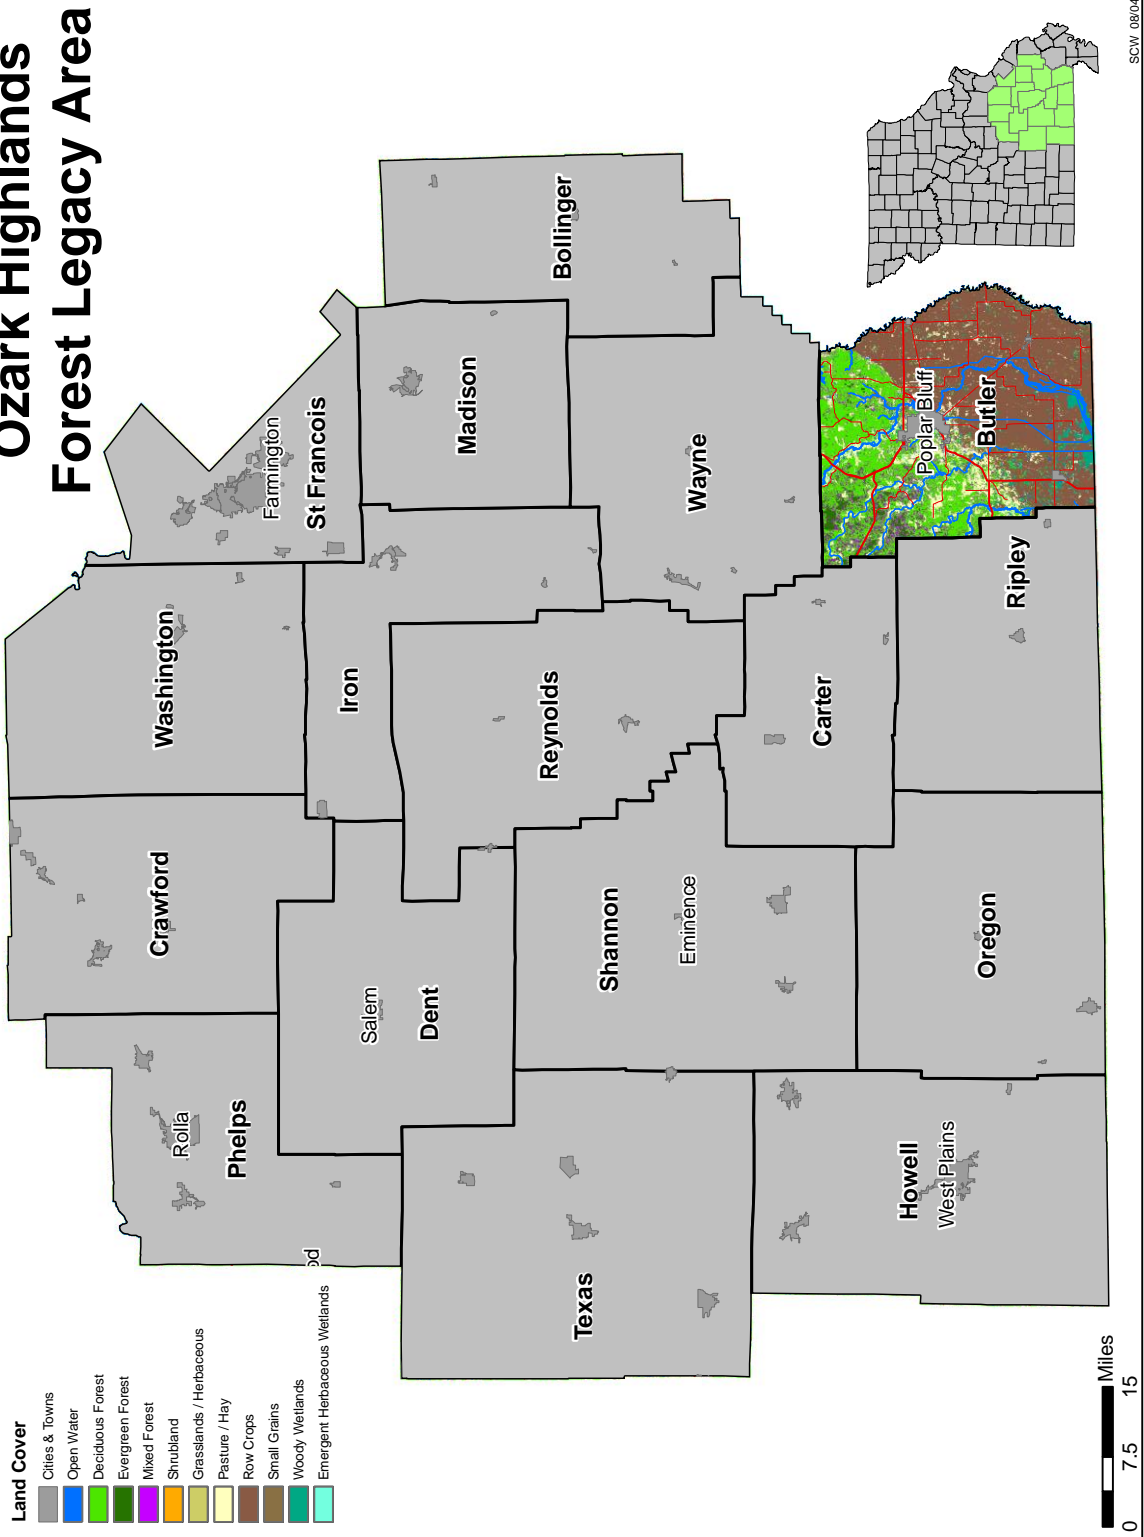 Ozark Highlands
Forest Legacy Area
Land Cover
Cities & Towns
Open Water
Deciduous Forest
Evergreen Forest
Mixed Forest
Shrubland
Grasslands / Herbaceous
Pasture / Hay
Row Crops
Small Grains
Woody Wetlands
Emergent Herbaceous Wetlands
Washington
Crawford
Rolla
Phelps
od
Farmington
St Francois
Iron
Salem
Dent
Madison
Bollinger
Reynolds
Texas
Shannon
Eminence
Wayne
Carter
Howell
West Plains
Oregon
Ripley
Poplar Bluff
Butler
0 7.5 15
Miles
SCW 08/04